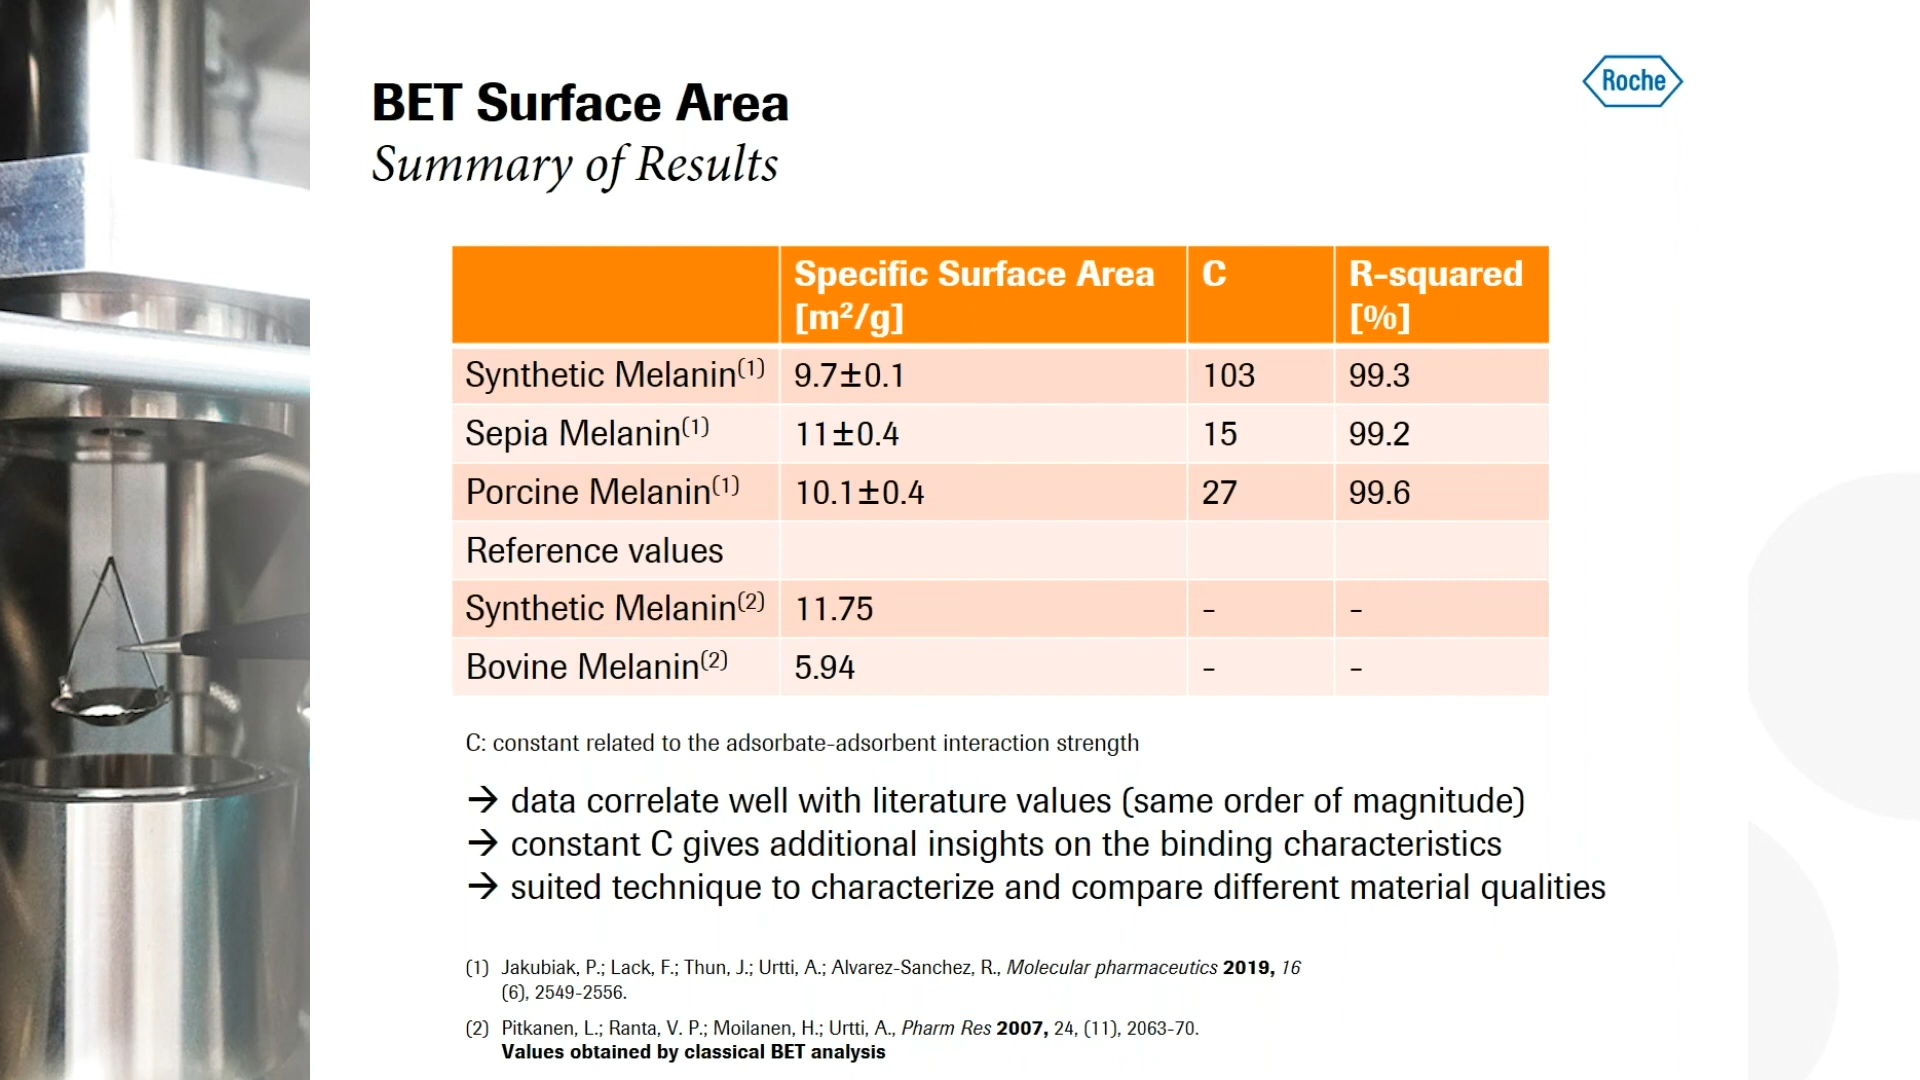 Roche
BET Surface Area
Summary of Results
Specific Surface Area [m²/g] C R-squared [%]
Synthetic Melanin(1) 9.7±0.1 103 99.3
Sepia Melanin(1) 11±0.4 15 99.2
Porcine Melanin(1) 10.1±0.4 27 99.6
Reference values
Synthetic Melanin(2) 11.75 - -
Bovine Melanin(2) 5.94 - -
C: constant related to the adsorbate-adsorbent interaction strength
→ data correlate well with literature values (same order of magnitude)
→ constant C gives additional insights on the binding characteristics
→ suited technique to characterize and compare different material qualities
(1) Jakubiak, P.; Lack, F.; Thun, J.; Urtti, A.; Alvarez-Sanchez, R., Molecular pharmaceutics 2019, 16
(6), 2549-2556.
(2) Pitkanen, L.; Ranta, V. P.; Moilanen, H.; Urtti, A., Pharm Res 2007, 24, (11), 2063-70.
Values obtained by classical BET analysis